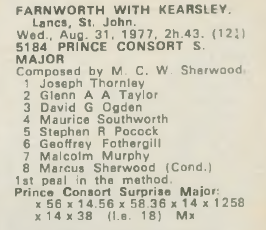 FARNWORTH WITH KEARSLEY.
Lancs, St. John.
Wed., Aug. 31, 1977, 2h.43. (12½)
5184 PRINCE CONSORT S.
MAJOR
Composed by M. C. W. Sherwood.
1 Joseph Thornley
2 Glenn A A Taylor
3 David G Ogden
4 Maurice Southworth
5 Stephen R Pocock
6 Geoffrey Fothergill
7 Malcolm Murphy
8 Marcus Sherwood (Cond.)
1st peal in the method.
Prince Consort Surprise Major:
x 56 x 14.56 x 58.36 x 14 x 1258
x 14 x 38 (l.e. 18) Mx